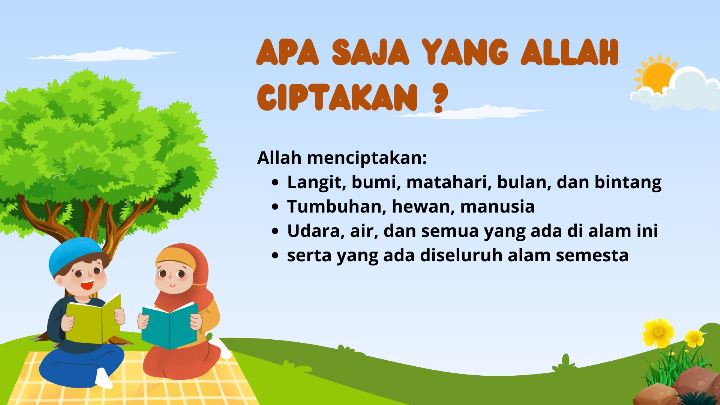 APA SAJA YANG ALLAH
CIPTAKAN ?
Allah menciptakan:
• Langit, bumi, matahari, bulan, dan bintang
• Tumbuhan, hewan, manusia
• Udara, air, dan semua yang ada di alam ini
• serta yang ada diseluruh alam semesta